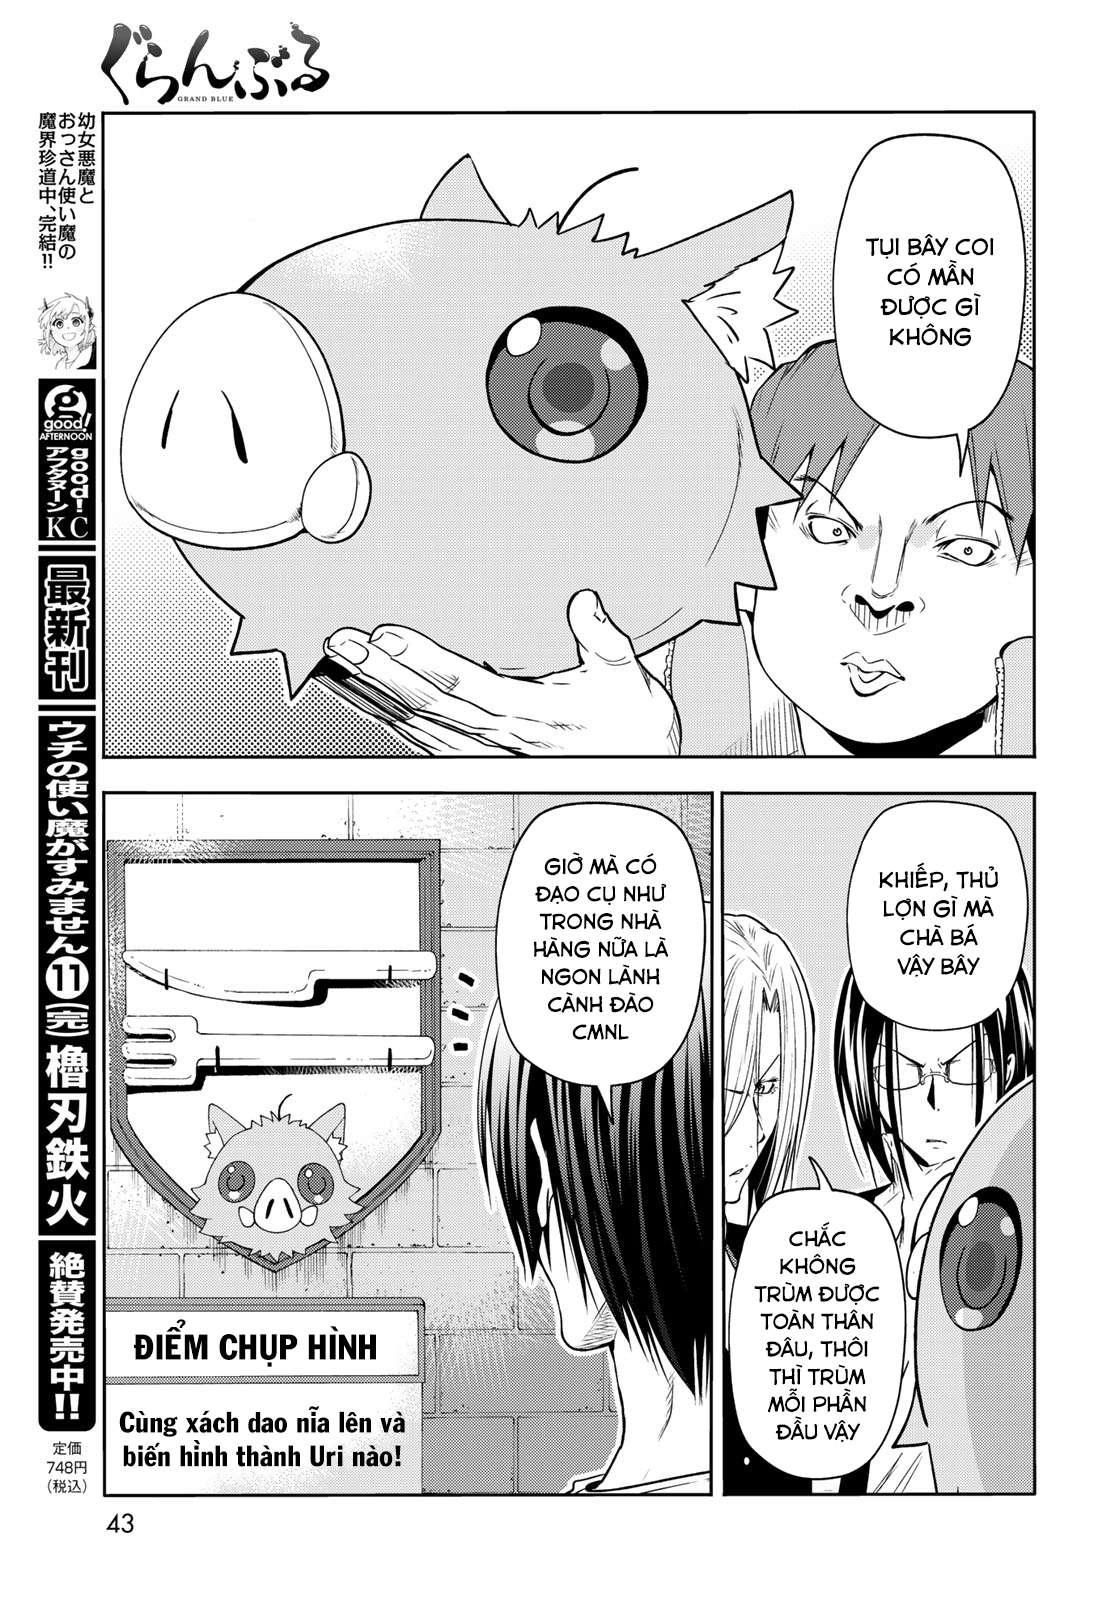 ぐらんぶる
GRAND BLUE
幼女悪魔と
おっさん使い魔の
魔界珍道中、完結!!
good!
AFTERNOON
good!
アフタヌーン
KC
最新刊
ウチの使い魔がすみません⑪(完)
櫓刃鉄火
絶賛発売中!!
定価
748円
(税込)
TỤI BÂY COI
CÓ MẦN
ĐƯỢC GÌ
KHÔNG
KHIẾP, THỦ
LỢN GÌ MÀ
CHÀ BÁ
VẬY BÂY
CHẮC
KHÔNG
TRÙM ĐƯỢC
TOÀN THÂN
ĐÂU, THÔI
THÌ TRÙM
MỖI PHẦN
ĐẦU VẬY
GIỜ MÀ CÓ
ĐẠO CỤ NHƯ
TRONG NHÀ
HÀNG NỮA LÀ
NGON LÀNH
CÀNH ĐÀO
CMNL
ĐIỂM CHỤP HÌNH
Cùng xách dao nĩa lên và
biến hình thành Uri nào!
43